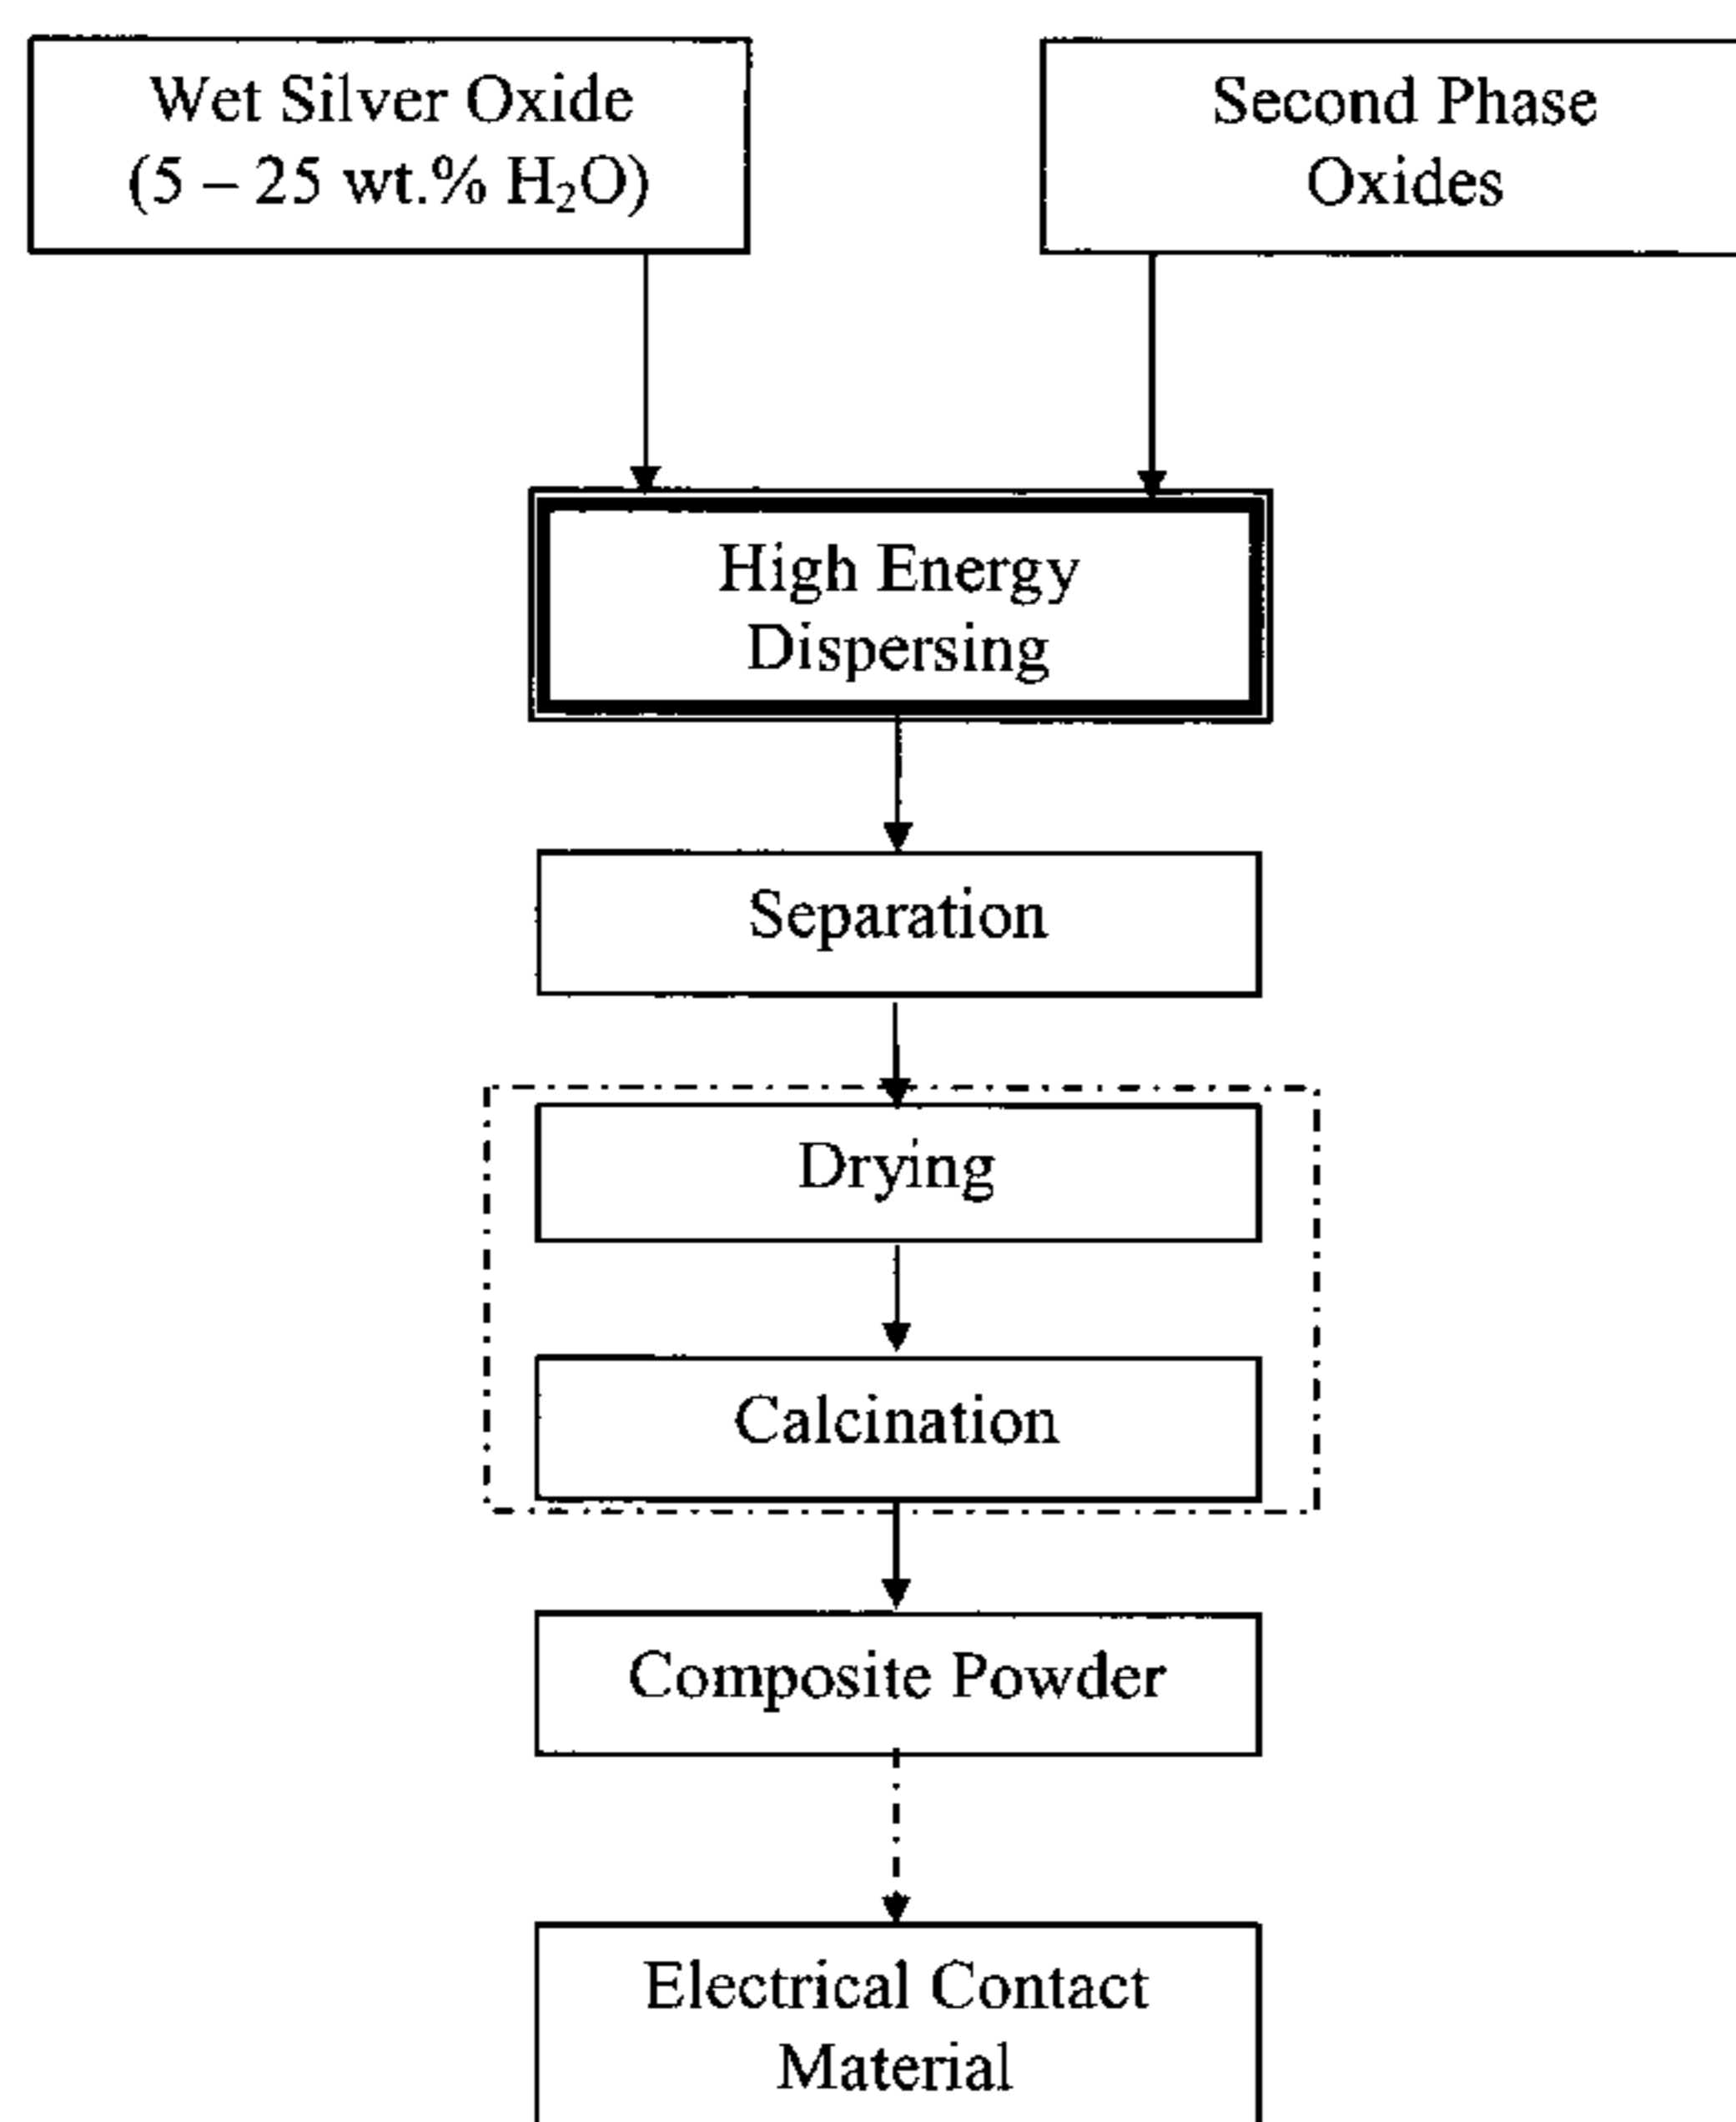 Wet Silver Oxide
(5 – 25 wt.% H₂O)
Second Phase
Oxides
High Energy
Dispersing
Separation
Drying
Calcination
Composite Powder
Electrical Contact
Material